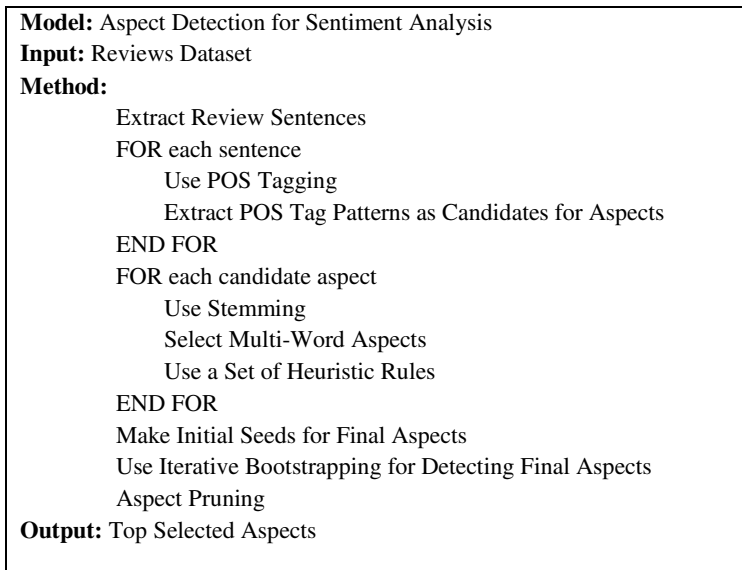 Model: Aspect Detection for Sentiment Analysis
Input: Reviews Dataset
Method:
Extract Review Sentences
FOR each sentence
Use POS Tagging
Extract POS Tag Patterns as Candidates for Aspects
END FOR
FOR each candidate aspect
Use Stemming
Select Multi-Word Aspects
Use a Set of Heuristic Rules
END FOR
Make Initial Seeds for Final Aspects
Use Iterative Bootstrapping for Detecting Final Aspects
Aspect Pruning
Output: Top Selected Aspects